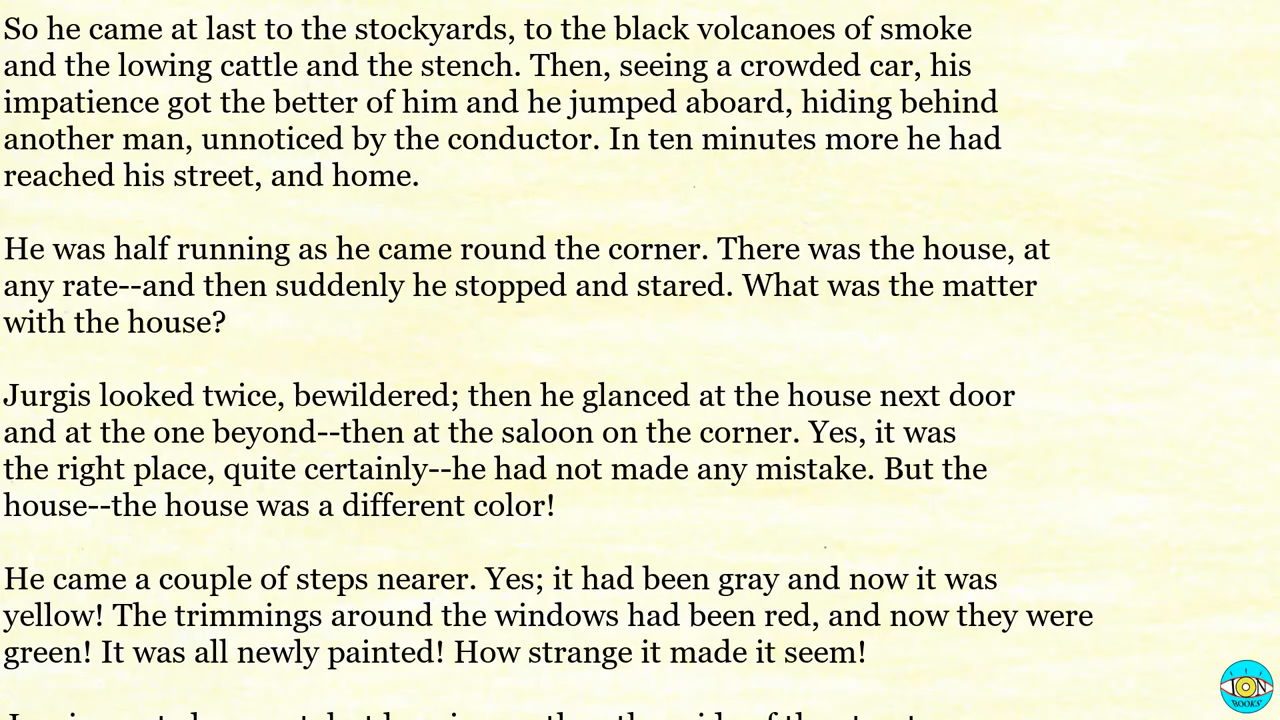 So he came at last to the stockyards, to the black volcanoes of smoke
and the lowing cattle and the stench. Then, seeing a crowded car, his
impatience got the better of him and he jumped aboard, hiding behind
another man, unnoticed by the conductor. In ten minutes more he had
reached his street, and home.
He was half running as he came round the corner. There was the house, at
any rate--and then suddenly he stopped and stared. What was the matter
with the house?
Jurgis looked twice, bewildered; then he glanced at the house next door
and at the one beyond--then at the saloon on the corner. Yes, it was
the right place, quite certainly--he had not made any mistake. But the
house--the house was a different color!
He came a couple of steps nearer. Yes; it had been gray and now it was
yellow! The trimmings around the windows had been red, and now they were
green! It was all newly painted! How strange it made it seem!
ION
BOOKS